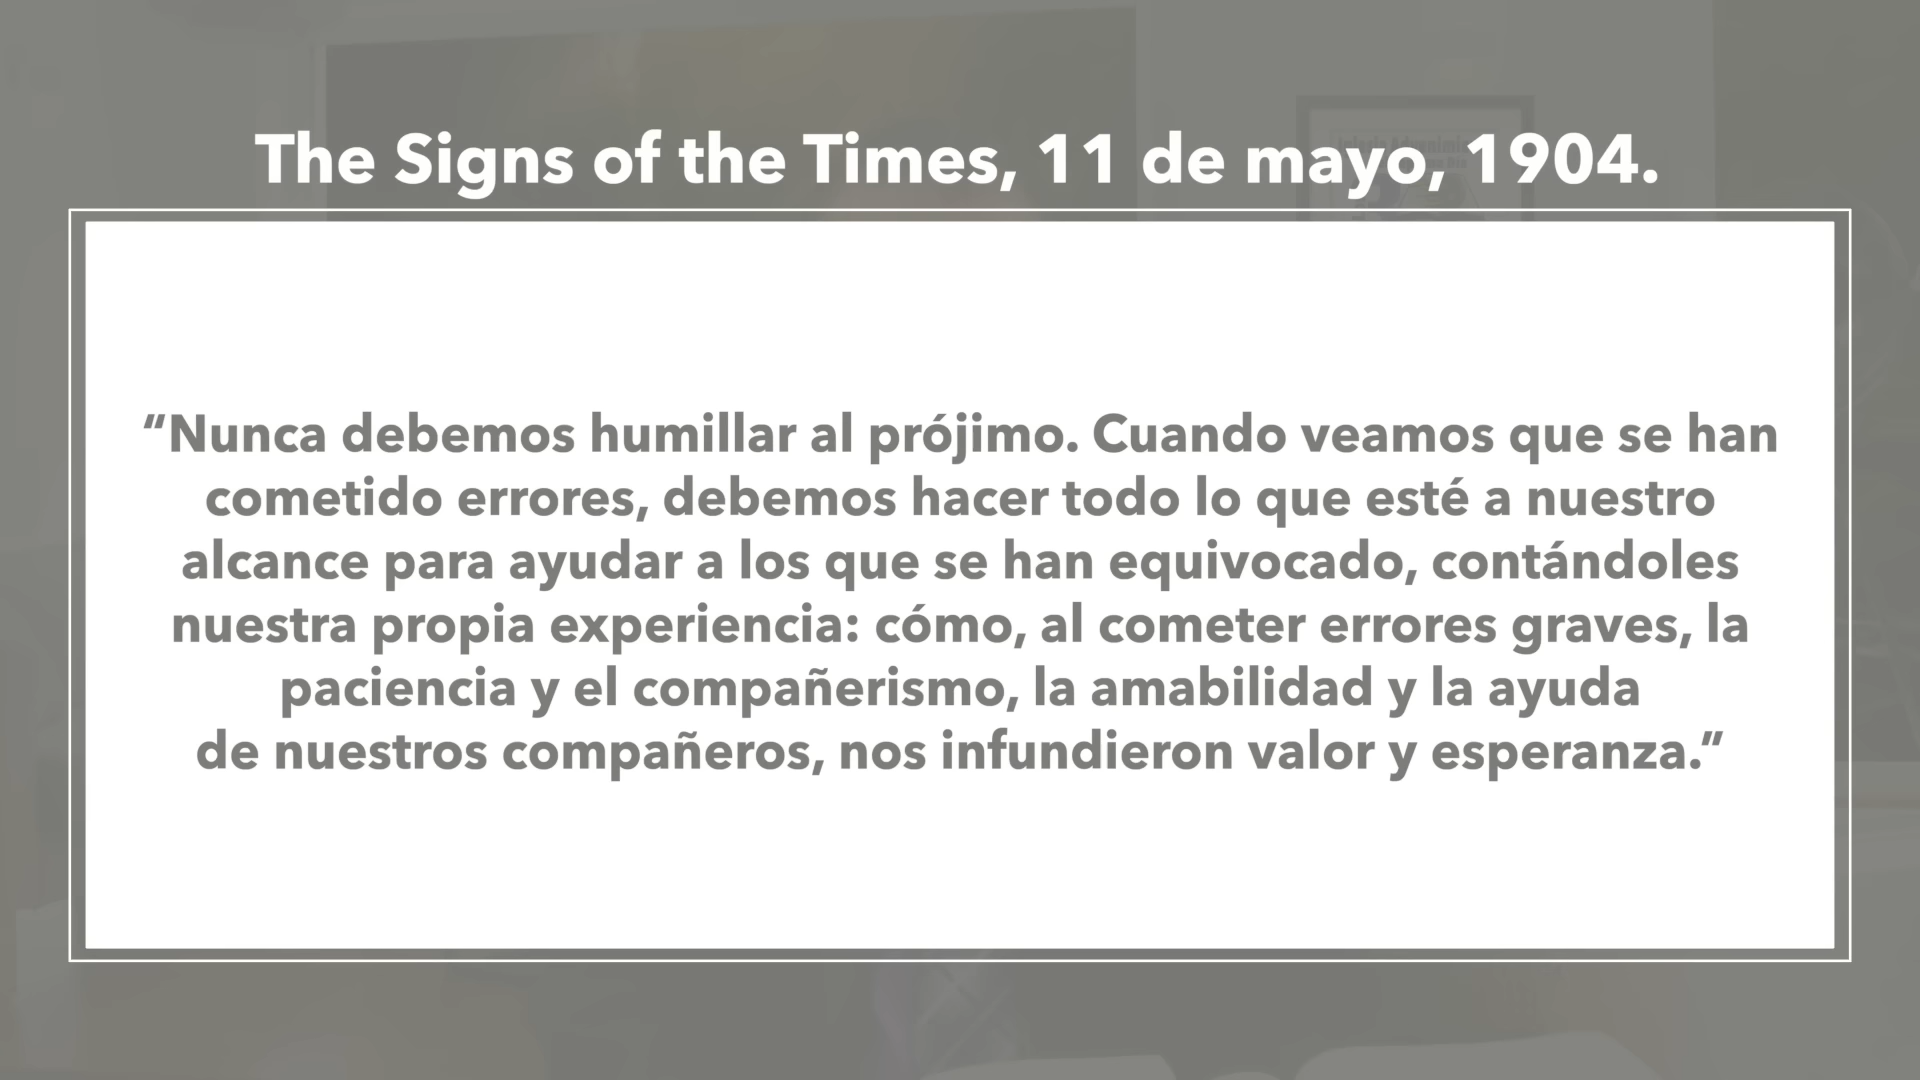 The Signs of the Times, 11 de mayo, 1904.
“Nunca debemos humillar al prójimo. Cuando veamos que se han
cometido errores, debemos hacer todo lo que esté a nuestro
alcance para ayudar a los que se han equivocado, contándoles
nuestra propia experiencia: cómo, al cometer errores graves, la
paciencia y el compañerismo, la amabilidad y la ayuda
de nuestros compañeros, nos infundieron valor y esperanza.”